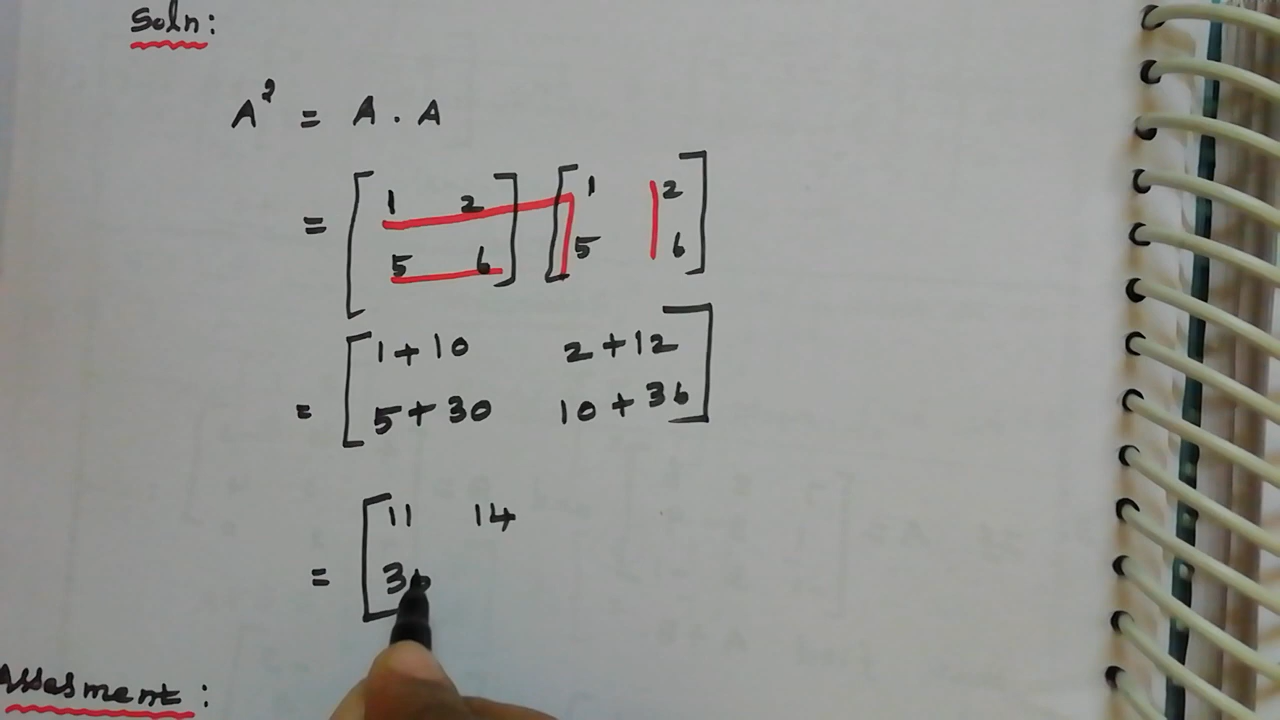 Soln:
A² = A . A
= [1 2 5 6] [1 2 5 6]
= [1+10 2+12
5+30 10+36]
= [11 14
3
Assesment: